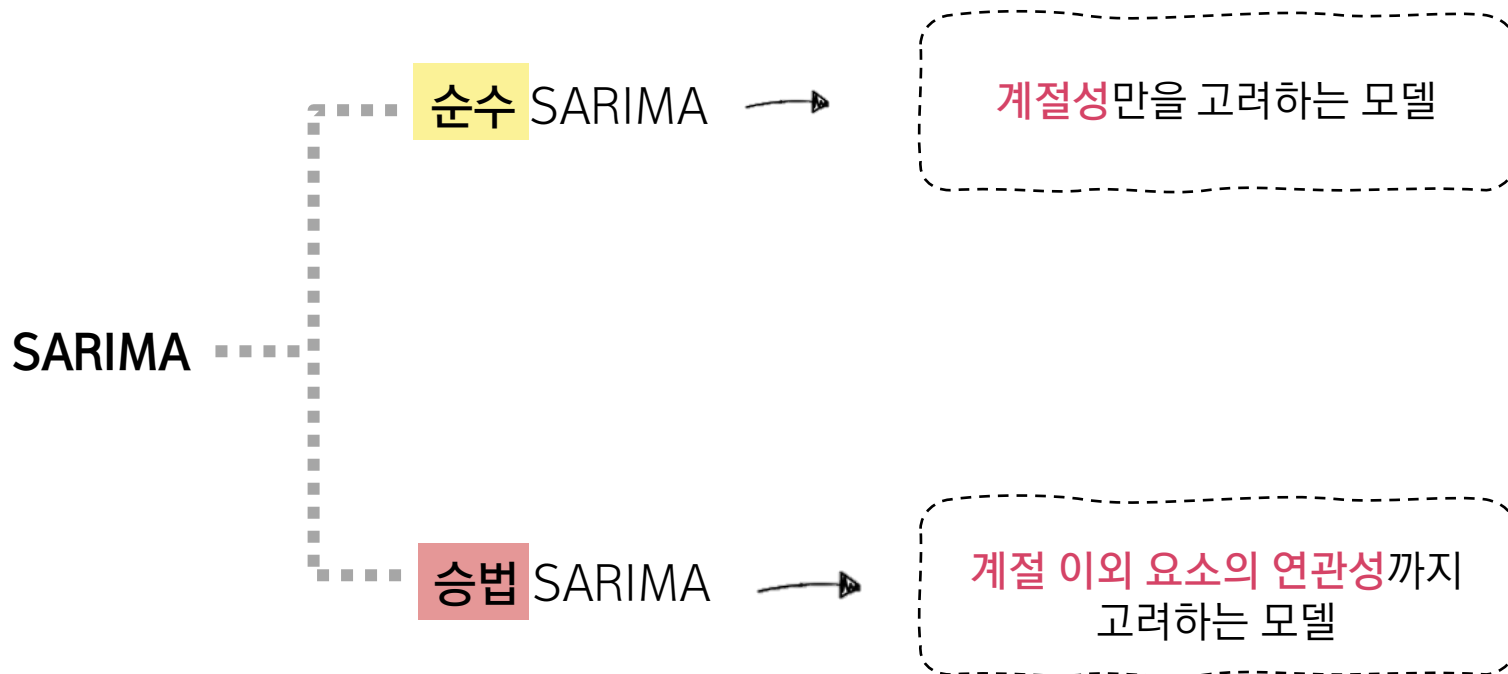 순수 SARIMA
계절성만을 고려하는 모델
SARIMA
승법 SARIMA
계절 이외 요소의 연관성까지
고려하는 모델